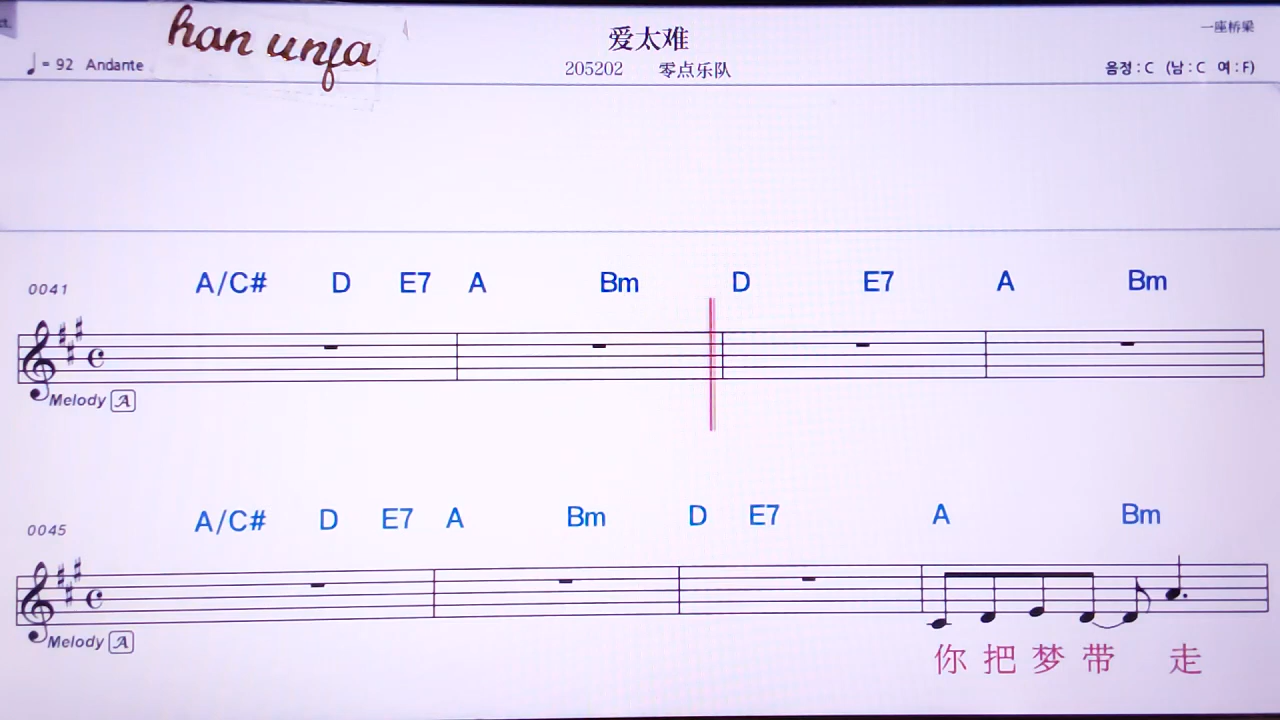 han unfa
爱太难
一座桥梁
♩= 92 Andante
205202 零点乐队
음정 : C (남 : C 여 : F)
0041
A/C# D E7 A Bm D E7 A Bm
Melody A
0045
A/C# D E7 A Bm D E7 A Bm
Melody A
你 把 梦 带 走